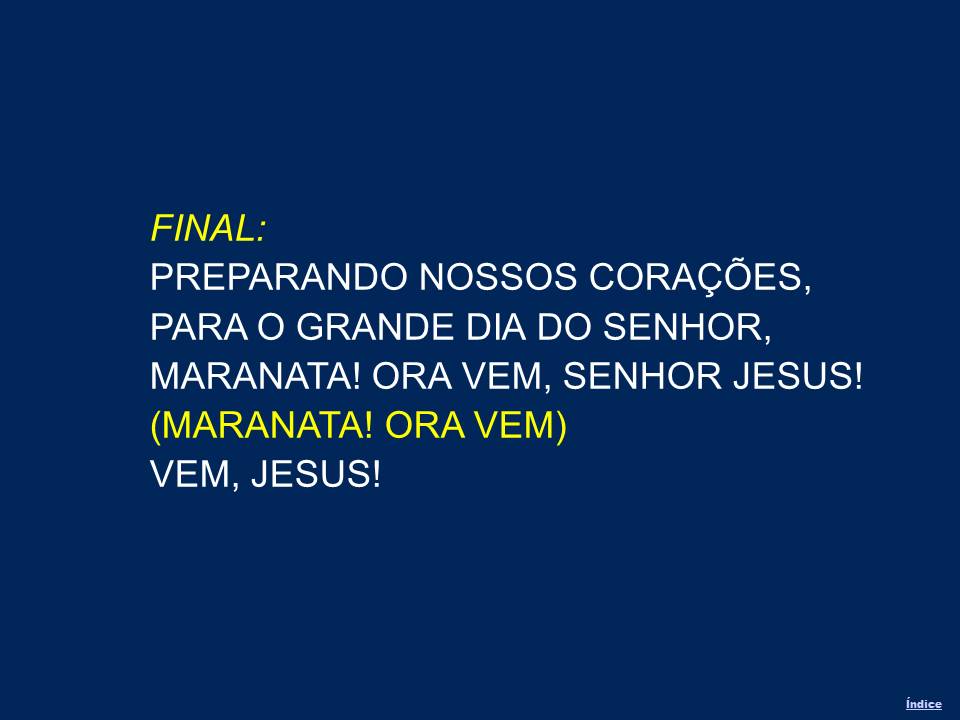 FINAL:
PREPARANDO NOSSOS CORAÇÕES,
PARA O GRANDE DIA DO SENHOR,
MARANATA! ORA VEM, SENHOR JESUS!
(MARANATA! ORA VEM)
VEM, JESUS!
Índice